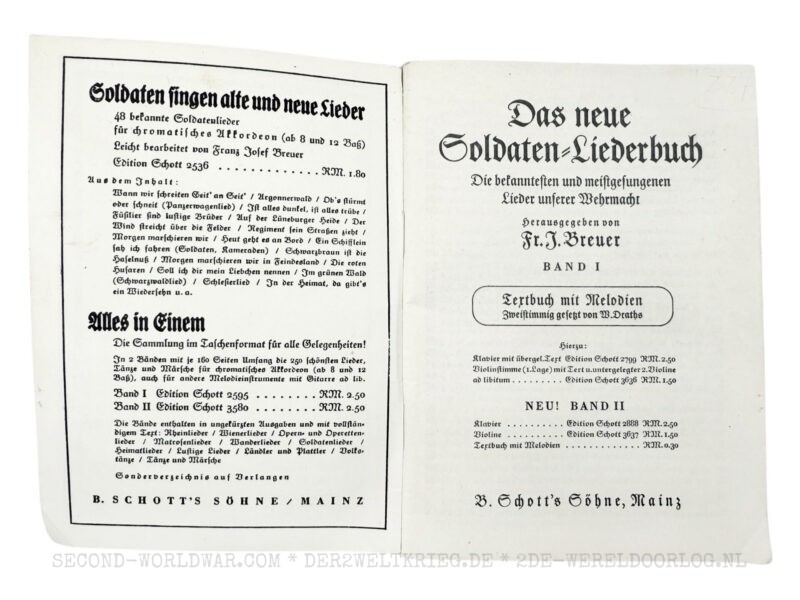 Soldaten singen alte und neue Lieder
48 bekannte Soldatenlieder
für chromatisches Akkordeon (ab 8 und 12 Baß)
Leicht bearbeitet von Franz Josef Breuer
Edition Schott 2536 . . . . . . . . . . . . . RM. 1.80
Aus dem Inhalt:
Wann wir schreiten Seit' an Seit' / Argonnerwald / Ob's stürmt
oder schneit (Panzerwagenlied) / Ist alles dunkel, ist alles trübe /
Füsilier sind lustige Brüder / Auf der Lüneburger Heide / Der
Wind streicht über die Felder / Regiment sein Straßen zieht /
Morgen marschieren wir / Heut geht es an Bord / Ein Schifflein
sah ich fahren (Soldaten, Kameraden) / Schwarzbraun ist die
Haselnuß / Morgen marschieren wir in Feindesland / Die roten
Husaren / Soll ich dir mein Liebchen nennen / Im grünen Wald
(Schwarzwaldlied) / Schlesierlied / In der Heimat, da gibt's
ein Wiedersehn u. a.
Alles in Einem
Die Sammlung im Taschenformat für alle Gelegenheiten!
In 2 Bänden mit je 160 Seiten Umfang die 250 schönsten Lieder,
Tänze und Märsche für chromatisches Akkordeon (ab 8 und 12
Baß), auch für andere Melodieinstrumente mit Gitarre ad lib.
Band I Edition Schott 2595 . . . . . . . . RM. 2.50
Band II Edition Schott 3580 . . . . . . . . RM. 2.50
Die Bände enthalten in ungekürzten Ausgaben und mit vollstän-
digem Text: Rheinlieder / Wienerlieder / Opern- und Operetten-
lieder / Matrosenlieder / Wanderlieder / Soldatenlieder /
Heimatlieder / Lustige Lieder / Ländler und Plattler / Volks-
tänze / Tänze und Märsche
Sonderverzeichnis auf Verlangen
B. SCHOTT'S SÖHNE / MAINZ
Das neue
Soldaten-Liederbuch
Die bekanntesten und meistgesungenen
Lieder unserer Wehrmacht
Herausgegeben von
Fr. J. Breuer
BAND I
Textbuch mit Melodien
Zweistimmig gesetzt von W. Draths
Hierzu:
Klavier mit übergel. Text Edition Schott 2799 RM. 2.50
Violinstimme (1. Lage) mit Text u. untergelegter 2. Violine
ad libitum . . . . . . . . . Edition Schott 3636 RM. 1.50
NEU! BAND II
Klavier . . . . . . . . . . Edition Schott 2888 RM. 2.50
Violine . . . . . . . . . . Edition Schott 3637 RM. 1.50
Textbuch mit Melodien . . . . . . . . . . RM. 0.30
B. Schott's Söhne, Mainz
SECOND-WORLDWAR.COM * DER2WELTKRIEG.DE * 2DE-WERELDOORLOG.NL